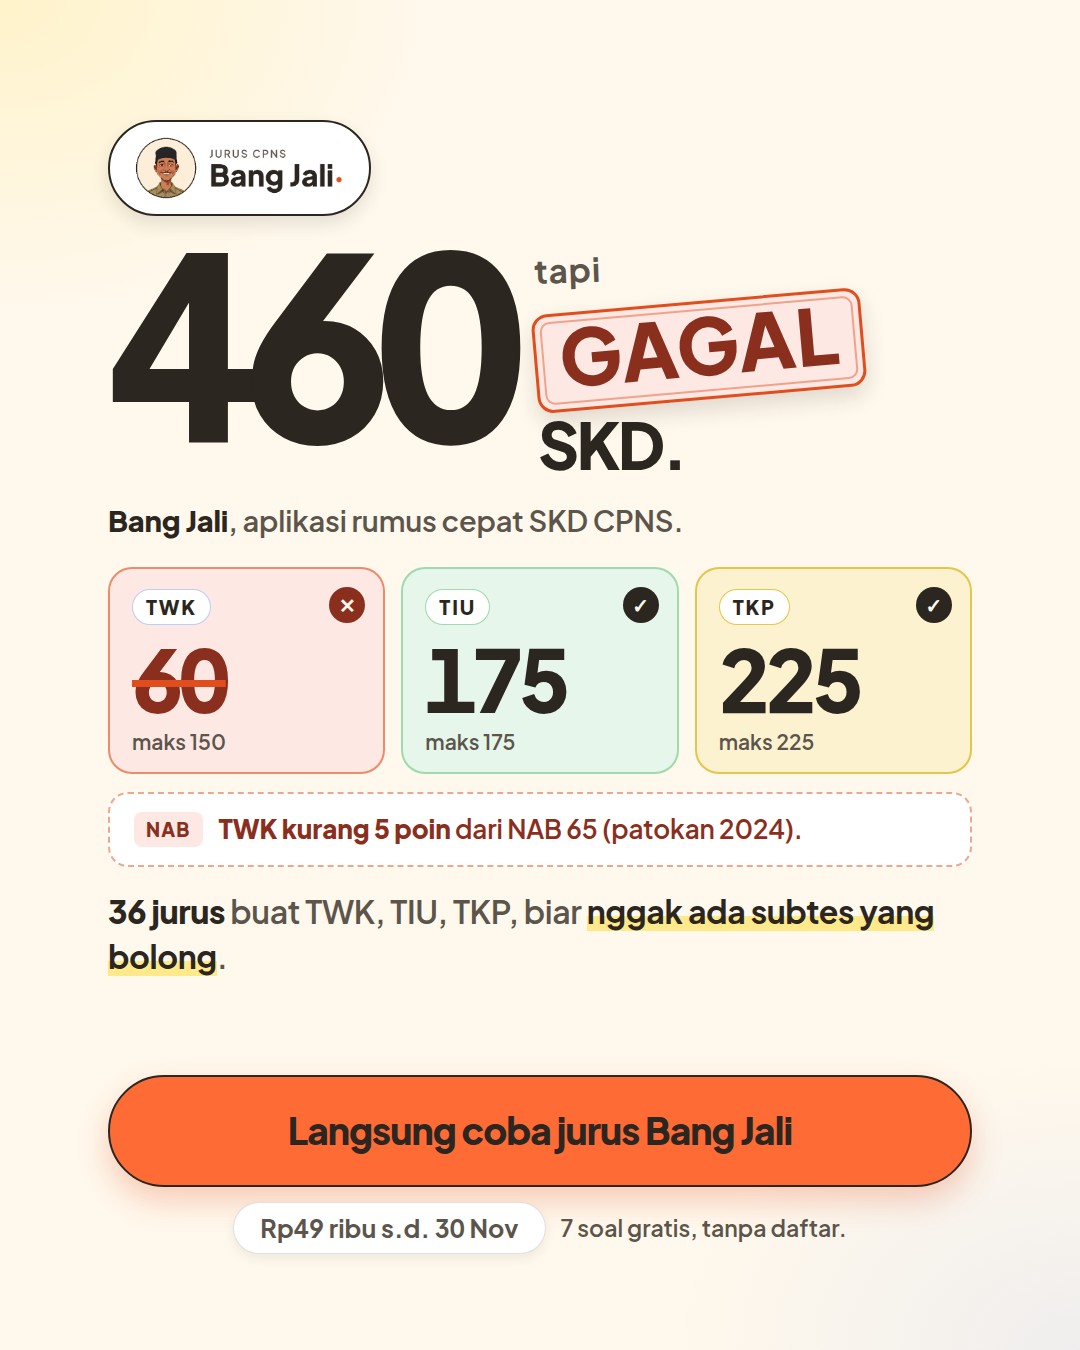 JURUS CPNS
Bang Jali
460 tapi
GAGAL
SKD.
Bang Jali, aplikasi rumus cepat SKD CPNS.
TWK ✕
60
maks 150
TIU ✓
175
maks 175
TKP ✓
225
maks 225
NAB TWK kurang 5 poin dari NAB 65 (patokan 2024).
36 jurus buat TWK, TIU, TKP, biar nggak ada subtes yang
bolong.
Langsung coba jurus Bang Jali
Rp49 ribu s.d. 30 Nov 7 soal gratis, tanpa daftar.